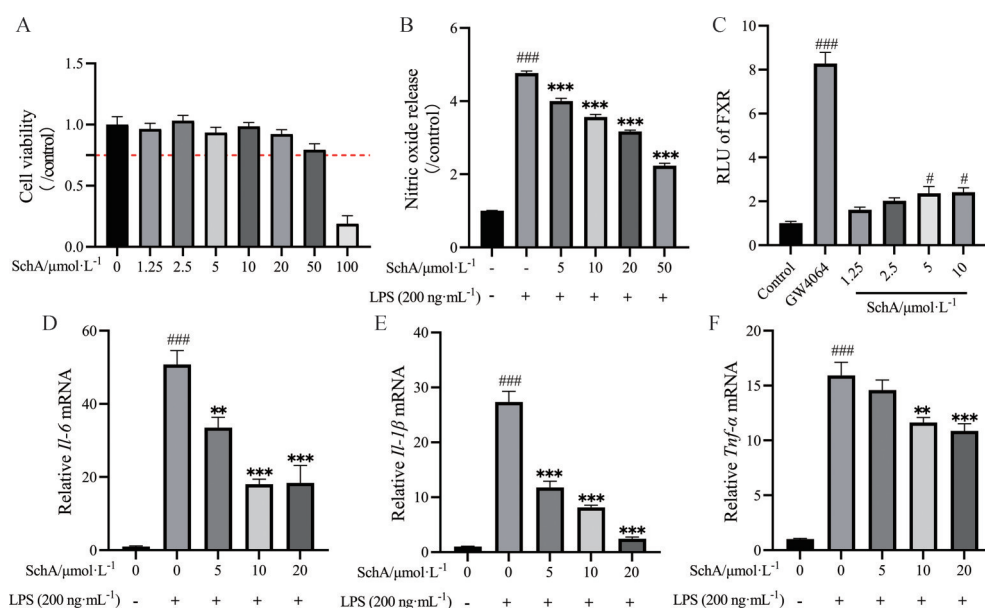 A
Cell viability
(/control)
1.5
1.0
0.5
0.0
SchA/μmol·L⁻¹ 0 1.25 2.5 5 10 20 50 100
B
Nitric oxide release
(/control)
6
4
2
0
###
***
***
***
***
SchA/μmol·L⁻¹ - - 5 10 20 50
LPS (200 ng·mL⁻¹) - + + + + +
C
RLU of FXR
10
8
6
4
2
0
###
#
#
Control GW4064 1.25 2.5 5 10
SchA/μmol·L⁻¹
D
Relative Il-6 mRNA
60
40
20
0
###
**
***
***
SchA/μmol·L⁻¹ 0 0 5 10 20
LPS (200 ng·mL⁻¹) - + + + +
E
Relative Il-1β mRNA
40
30
20
10
0
###
***
***
***
SchA/μmol·L⁻¹ 0 0 5 10 20
LPS (200 ng·mL⁻¹) - + + + +
F
Relative Tnf-α mRNA
20
15
10
5
0
###
**
***
SchA/μmol·L⁻¹ 0 0 5 10 20
LPS (200 ng·mL⁻¹) - + + + +